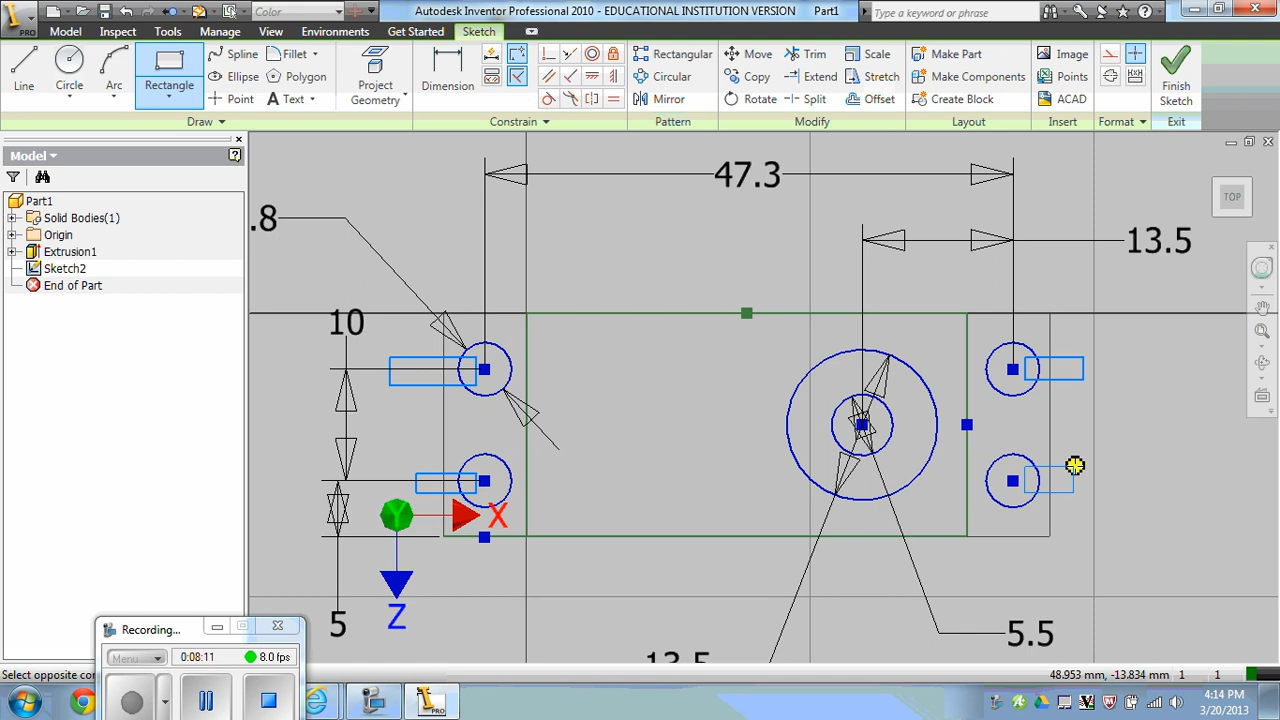 Color
Autodesk Inventor Professional 2010 - EDUCATIONAL INSTITUTION VERSION Part1
Type a keyword or phrase
PRO
Model Inspect Tools Manage View Environments Get Started Sketch
Line Circle Arc Rectangle
Spline Fillet
Ellipse Polygon
Point Text
Project Geometry
Dimension
Rectangular
Circular
Mirror
Move Trim Scale
Copy Extend Stretch
Rotate Split Offset
Make Part
Make Components
Create Block
Image
Points
ACAD
Finish Sketch
Draw Constrain Pattern Modify Layout Insert Format Exit
Model
Part1
Solid Bodies(1)
Origin
Extrusion1
Sketch2
End of Part
47.3
TOP
.8
13.5
10
X
Z
5
5.5
13.5
Recording...
Menu 0:08:11 8.0 fps
48.953 mm, -13.834 mm 1 1
PRO
4:14 PM
3/20/2013